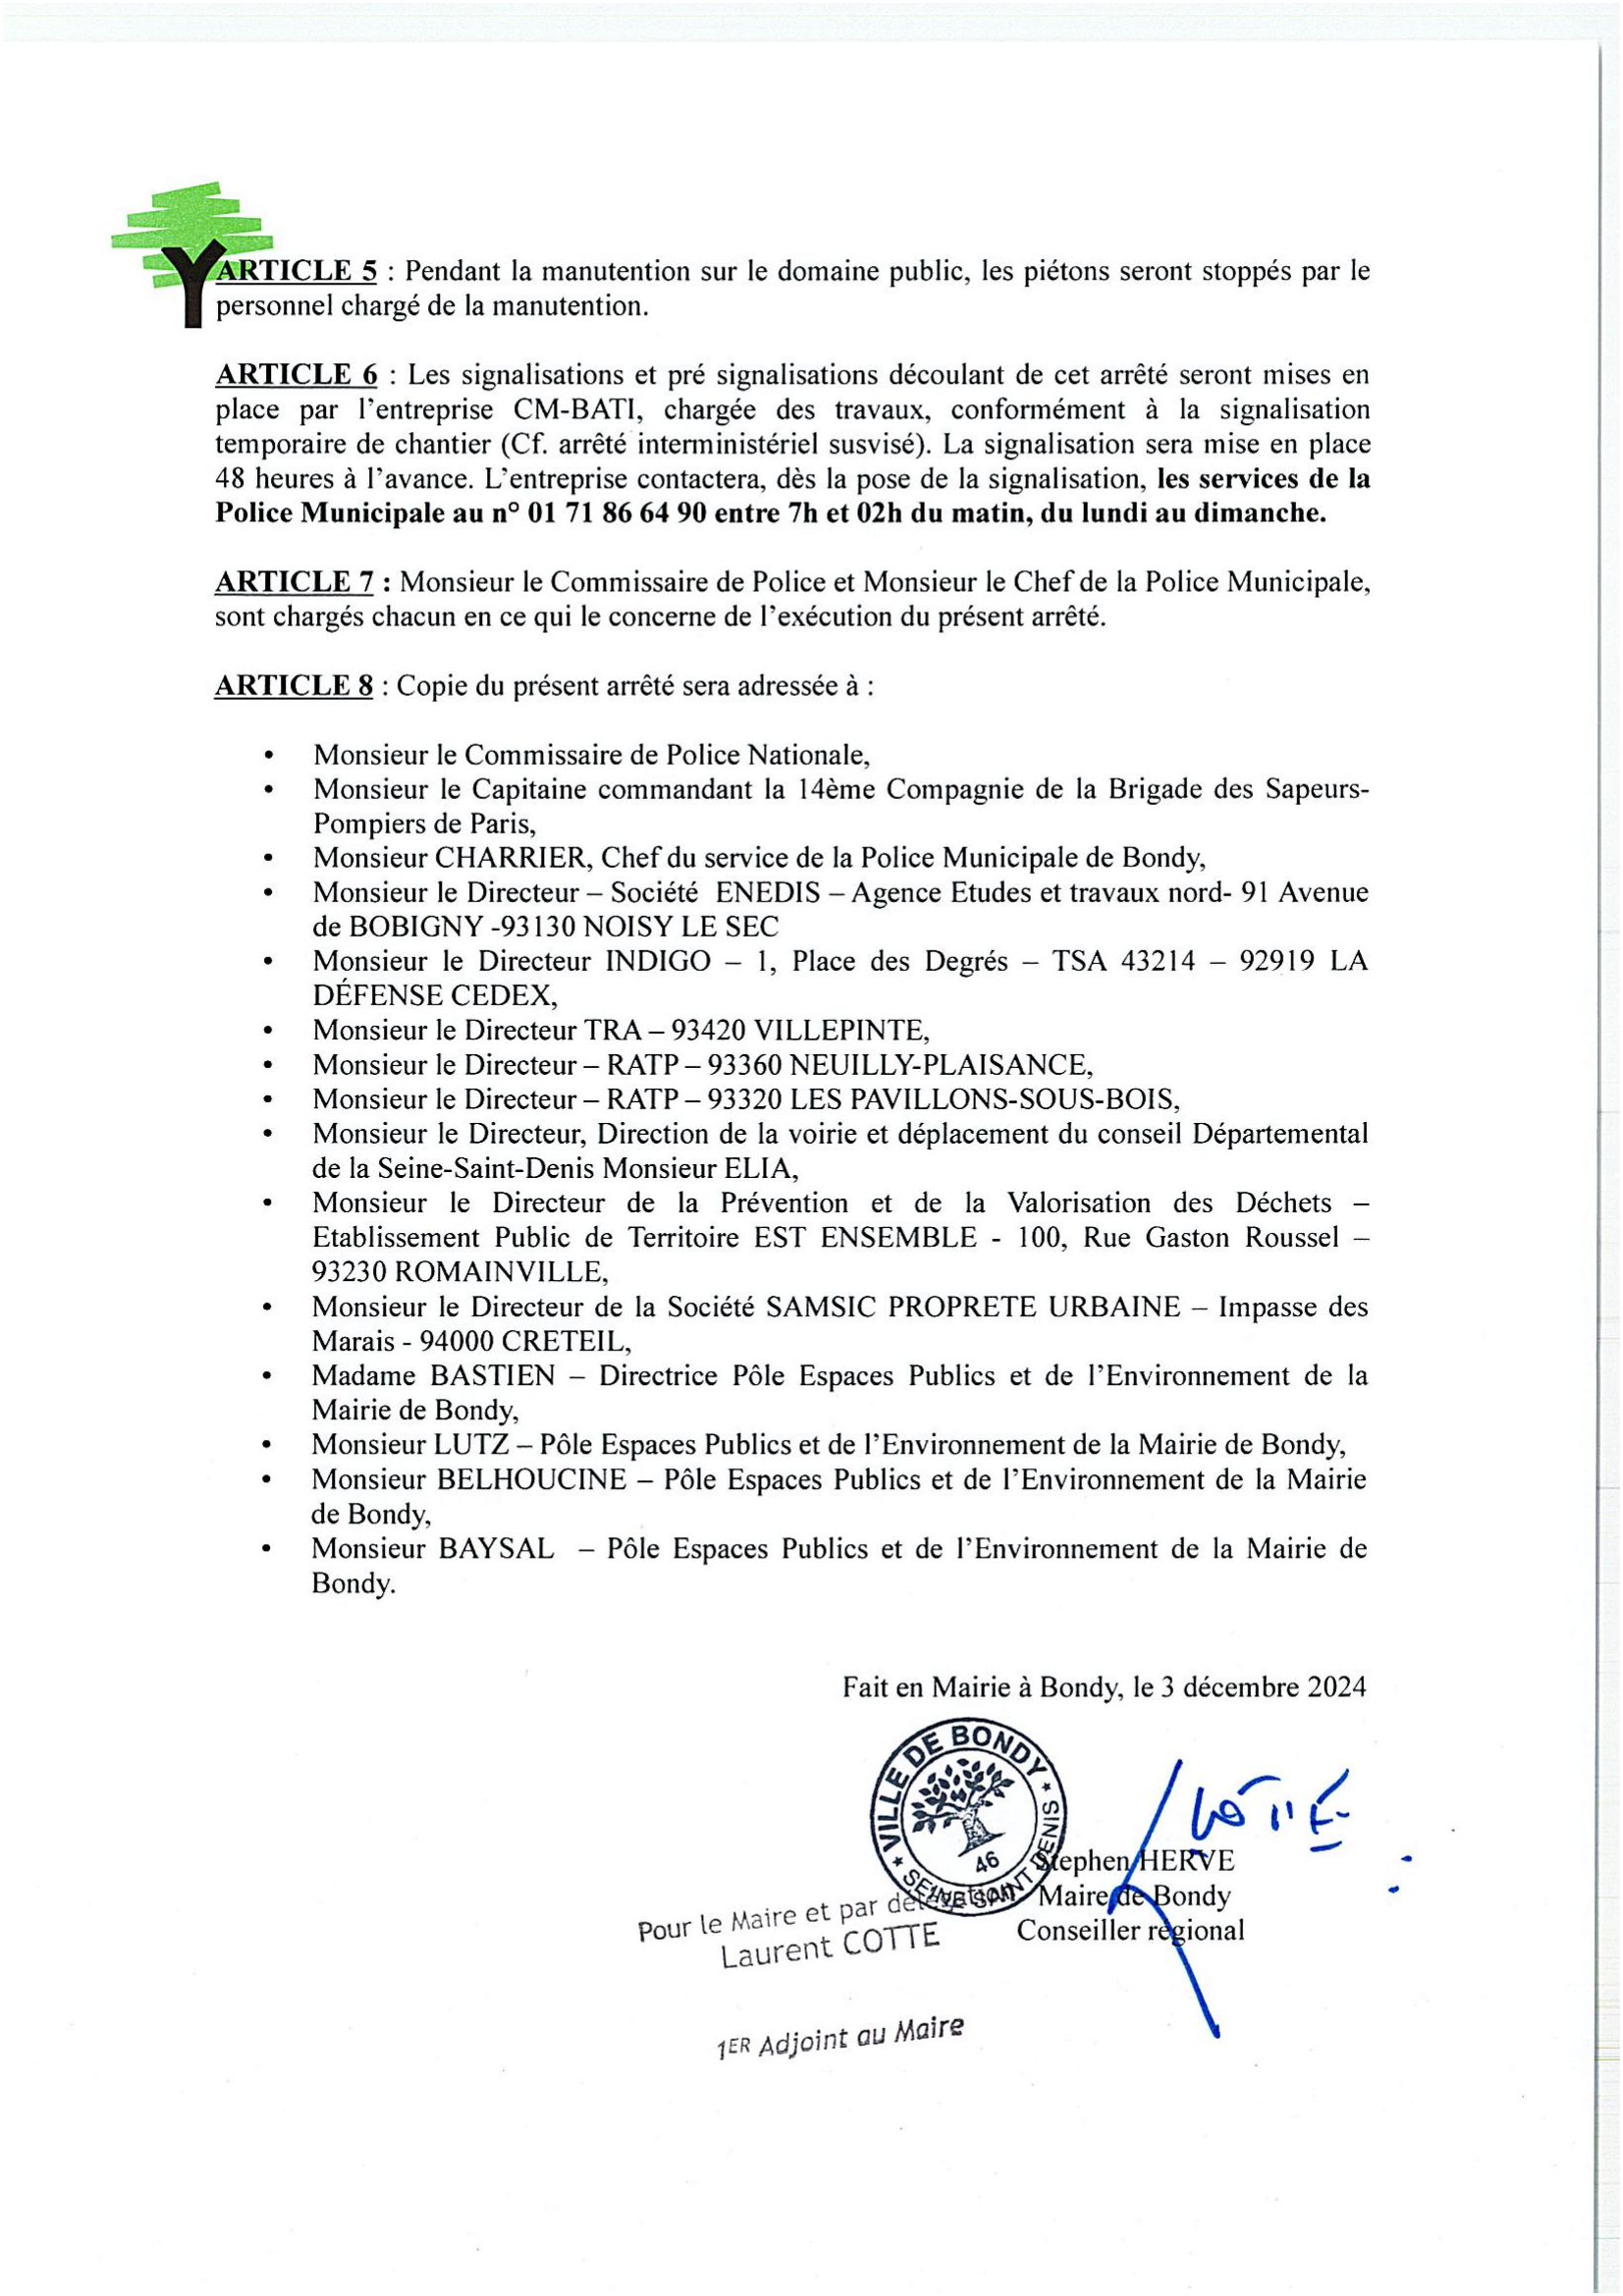 ARTICLE 5 : Pendant la manutention sur le domaine public, les piétons seront stoppés par le
personnel chargé de la manutention.
ARTICLE 6 : Les signalisations et pré signalisations découlant de cet arrêté seront mises en
place par l’entreprise CM-BATI, chargée des travaux, conformément à la signalisation
temporaire de chantier (Cf. arrêté interministériel susvisé). La signalisation sera mise en place
48 heures à l’avance. L’entreprise contactera, dès la pose de la signalisation, les services de la
Police Municipale au n° 01 71 86 64 90 entre 7h et 02h du matin, du lundi au dimanche.
ARTICLE 7 : Monsieur le Commissaire de Police et Monsieur le Chef de la Police Municipale,
sont chargés chacun en ce qui le concerne de l’exécution du présent arrêté.
ARTICLE 8 : Copie du présent arrêté sera adressée à :
• Monsieur le Commissaire de Police Nationale,
• Monsieur le Capitaine commandant la 14ème Compagnie de la Brigade des Sapeurs-
Pompiers de Paris,
• Monsieur CHARRIER, Chef du service de la Police Municipale de Bondy,
• Monsieur le Directeur – Société ENEDIS – Agence Etudes et travaux nord- 91 Avenue
de BOBIGNY -93130 NOISY LE SEC
• Monsieur le Directeur INDIGO – 1, Place des Degrés – TSA 43214 – 92919 LA
DÉFENSE CEDEX,
• Monsieur le Directeur TRA – 93420 VILLEPINTE,
• Monsieur le Directeur – RATP – 93360 NEUILLY-PLAISANCE,
• Monsieur le Directeur – RATP – 93320 LES PAVILLONS-SOUS-BOIS,
• Monsieur le Directeur, Direction de la voirie et déplacement du conseil Départemental
de la Seine-Saint-Denis Monsieur ELIA,
• Monsieur le Directeur de la Prévention et de la Valorisation des Déchets –
Etablissement Public de Territoire EST ENSEMBLE - 100, Rue Gaston Roussel –
93230 ROMAINVILLE,
• Monsieur le Directeur de la Société SAMSIC PROPRETE URBAINE – Impasse des
Marais - 94000 CRETEIL,
• Madame BASTIEN – Directrice Pôle Espaces Publics et de l’Environnement de la
Mairie de Bondy,
• Monsieur LUTZ – Pôle Espaces Publics et de l’Environnement de la Mairie de Bondy,
• Monsieur BELHOUCINE – Pôle Espaces Publics et de l’Environnement de la Mairie
de Bondy,
• Monsieur BAYSAL – Pôle Espaces Publics et de l’Environnement de la Mairie de
Bondy.
Fait en Mairie à Bondy, le 3 décembre 2024
VILLE DE BONDY
46
SEINE SAINT DENIS
Stephen HERVE
Maire de Bondy
Conseiller régional
Pour le Maire et par délégation
Laurent COTTE
1ER Adjoint au Maire